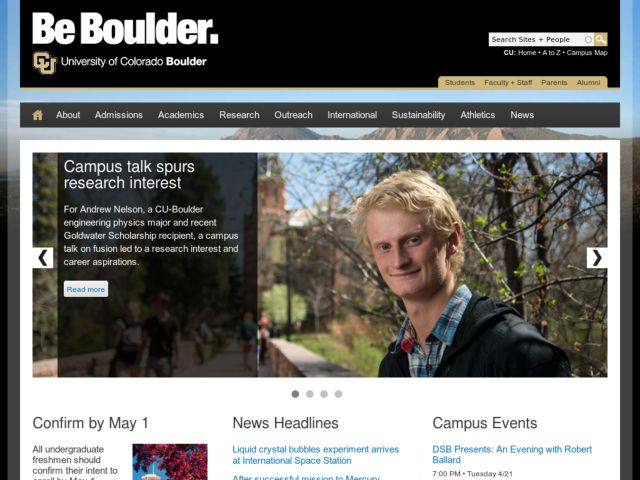 Be Boulder.
University of Colorado Boulder
Search Sites + People
CU: Home • A to Z • Campus Map
Students Faculty + Staff Parents Alumni
About Admissions Academics Research Outreach International Sustainability Athletics News
Campus talk spurs
research interest
For Andrew Nelson, a CU-Boulder
engineering physics major and recent
Goldwater Scholarship recipient, a campus
talk on fusion led to a research interest and
career aspirations.
Read more
Confirm by May 1
All undergraduate
freshmen should
confirm their intent to
enroll by May 1
News Headlines
Liquid crystal bubbles experiment arrives
at International Space Station
After successful mission to Mercury,
Campus Events
DSB Presents: An Evening with Robert
Ballard
7:00 PM • Tuesday 4/21